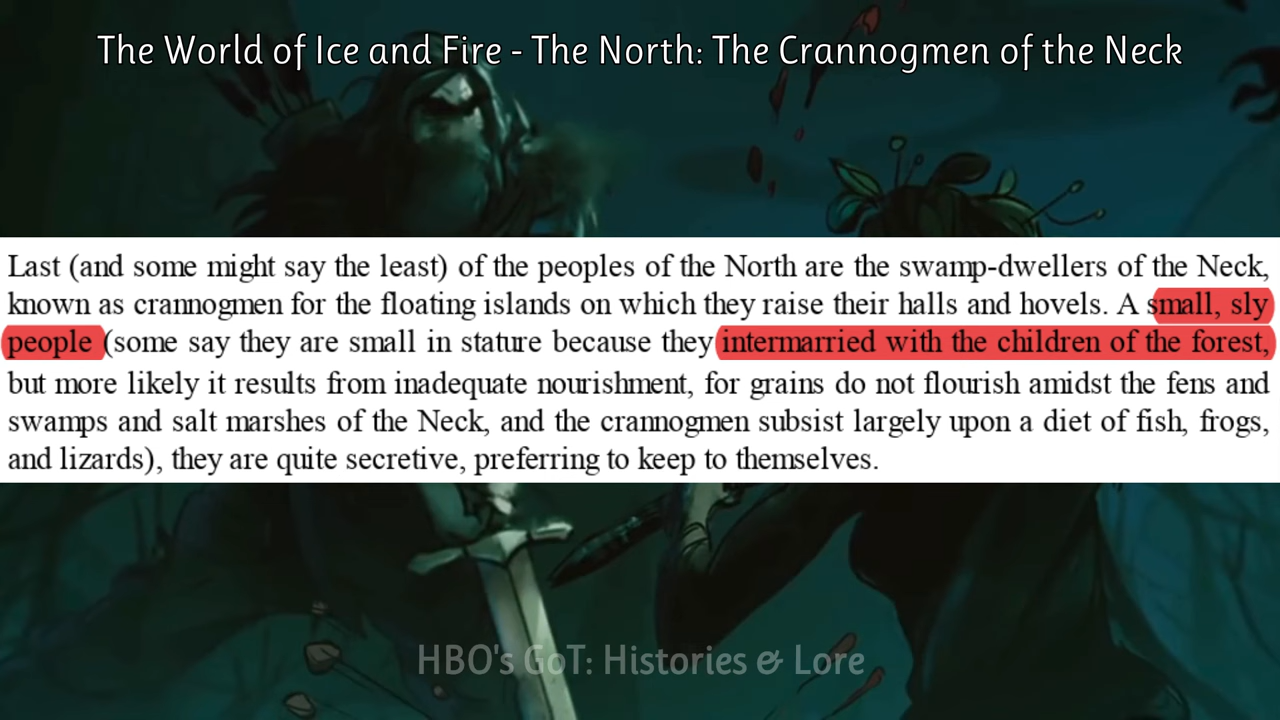 The World of Ice and Fire - The North: The Crannogmen of the Neck
Last (and some might say the least) of the peoples of the North are the swamp-dwellers of the Neck,
known as crannogmen for the floating islands on which they raise their halls and hovels. A small, sly
people (some say they are small in stature because they intermarried with the children of the forest,
but more likely it results from inadequate nourishment, for grains do not flourish amidst the fens and
swamps and salt marshes of the Neck, and the crannogmen subsist largely upon a diet of fish, frogs,
and lizards), they are quite secretive, preferring to keep to themselves.
HBO's GoT: Histories & Lore